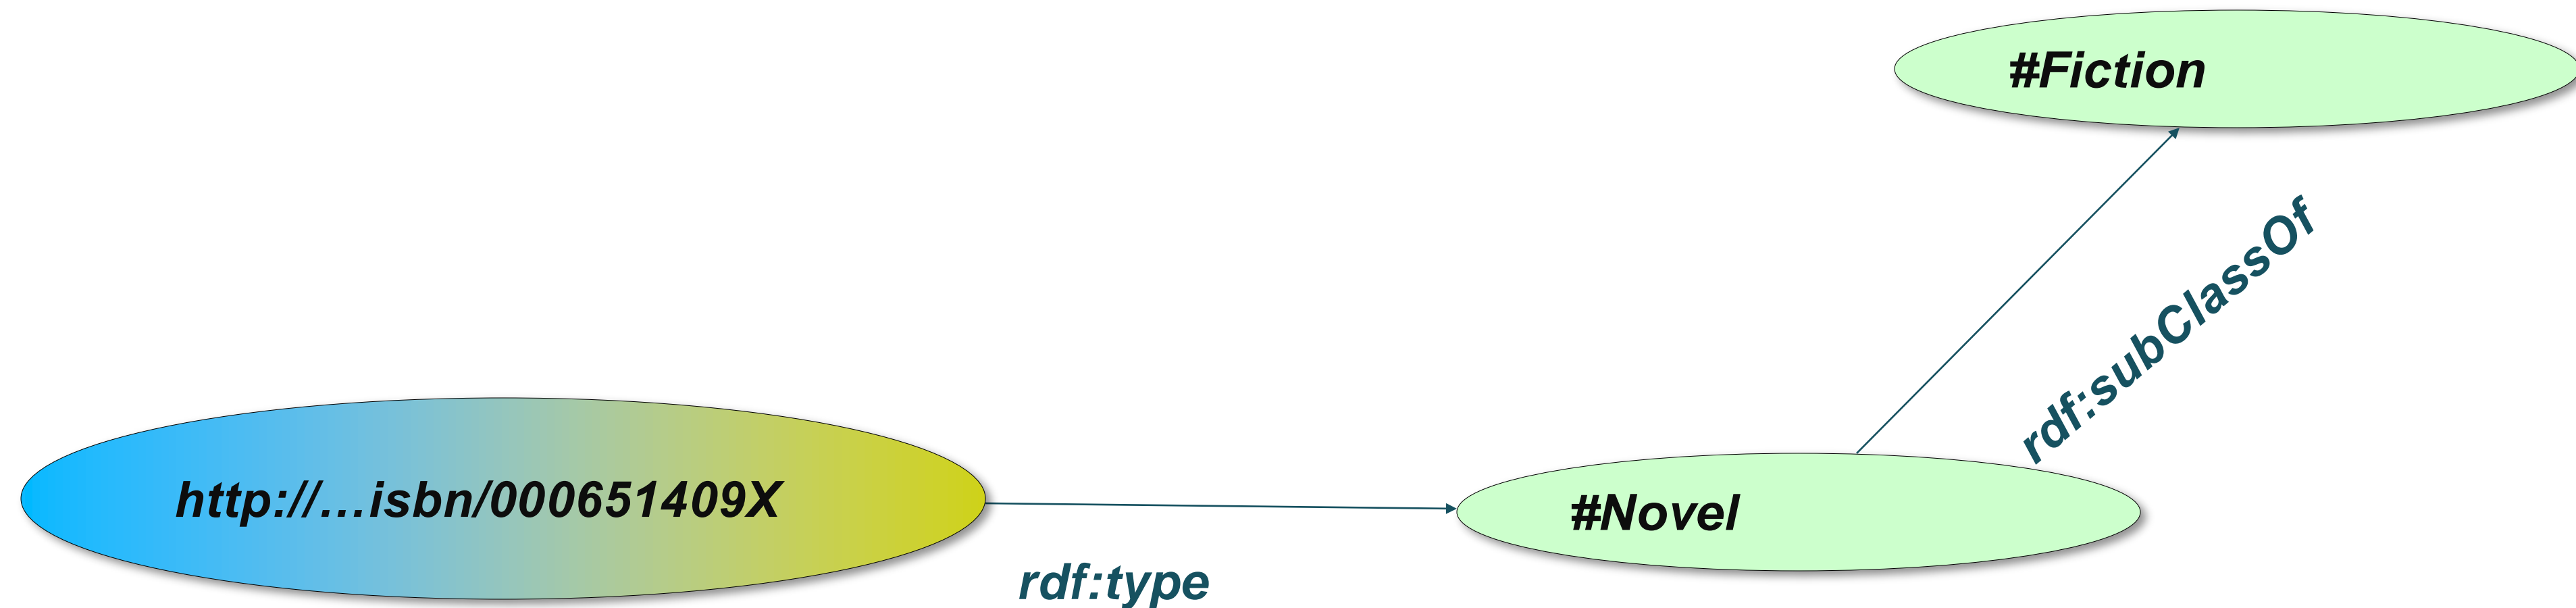 #Fiction
rdf:subClassOf
http://...isbn/000651409X
#Novel
rdf:type